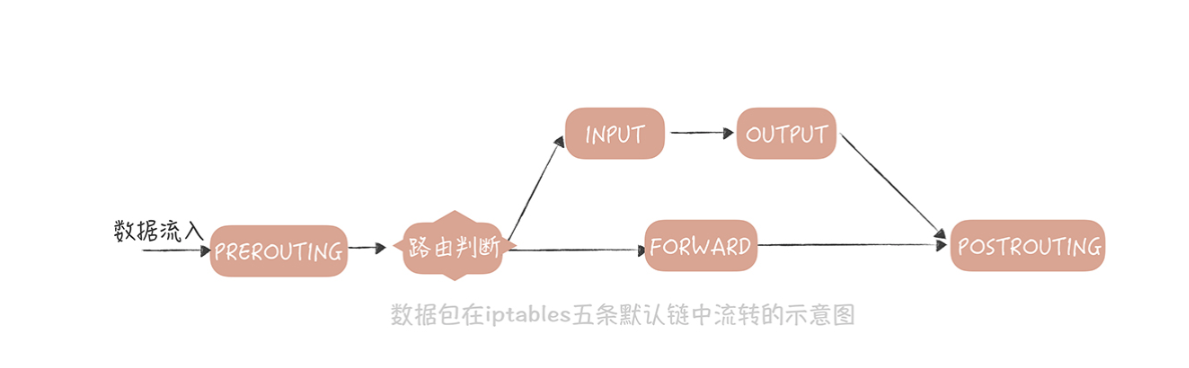 INPUT
OUTPUT
数据流入
PREROUTING
路由判断
FORWARD
POSTROUTING
数据包在iptables五条默认链中流转的示意图